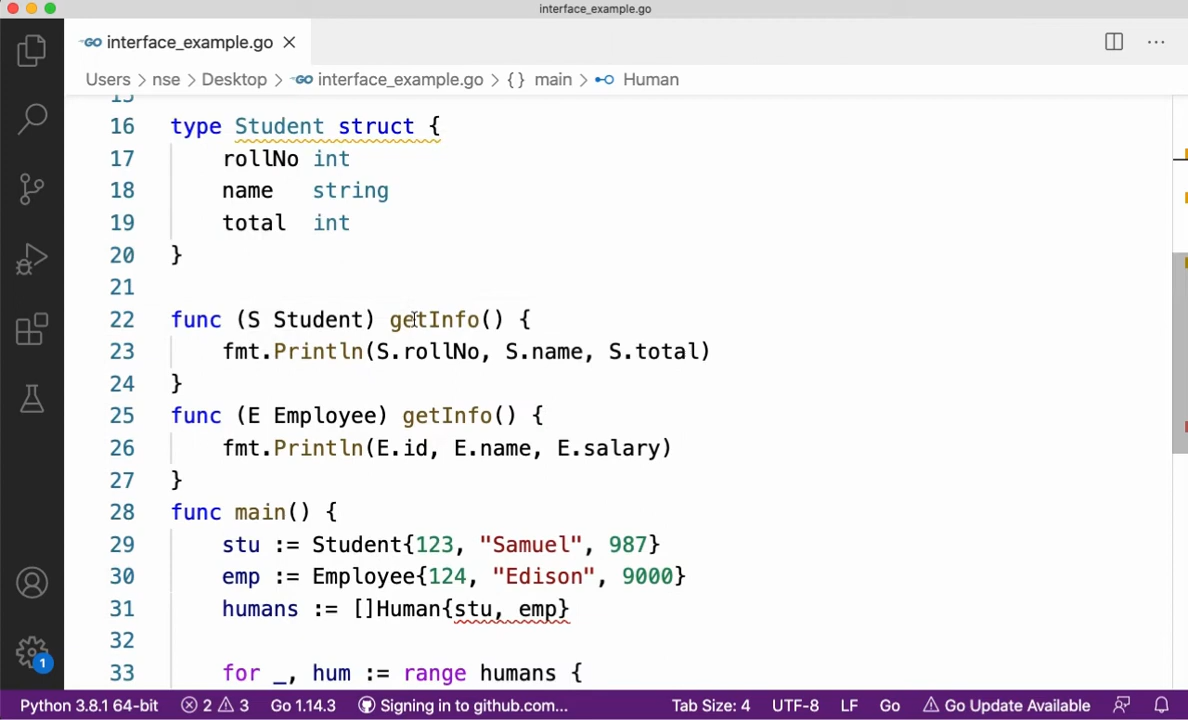 interface_example.go
GO interface_example.go
Users > nse > Desktop > GO interface_example.go > {} main > Human
15
16 type Student struct {
17 rollNo int
18 name string
19 total int
20 }
21
22 func (S Student) getInfo() {
23 fmt.Println(S.rollNo, S.name, S.total)
24 }
25 func (E Employee) getInfo() {
26 fmt.Println(E.id, E.name, E.salary)
27 }
28 func main() {
29 stu := Student{123, "Samuel", 987}
30 emp := Employee{124, "Edison", 9000}
31 humans := []Human{stu, emp}
32
33 for _, hum := range humans {
1
Python 3.8.1 64-bit 2 3 Go 1.14.3 Signing in to github.com... Tab Size: 4 UTF-8 LF Go Go Update Available